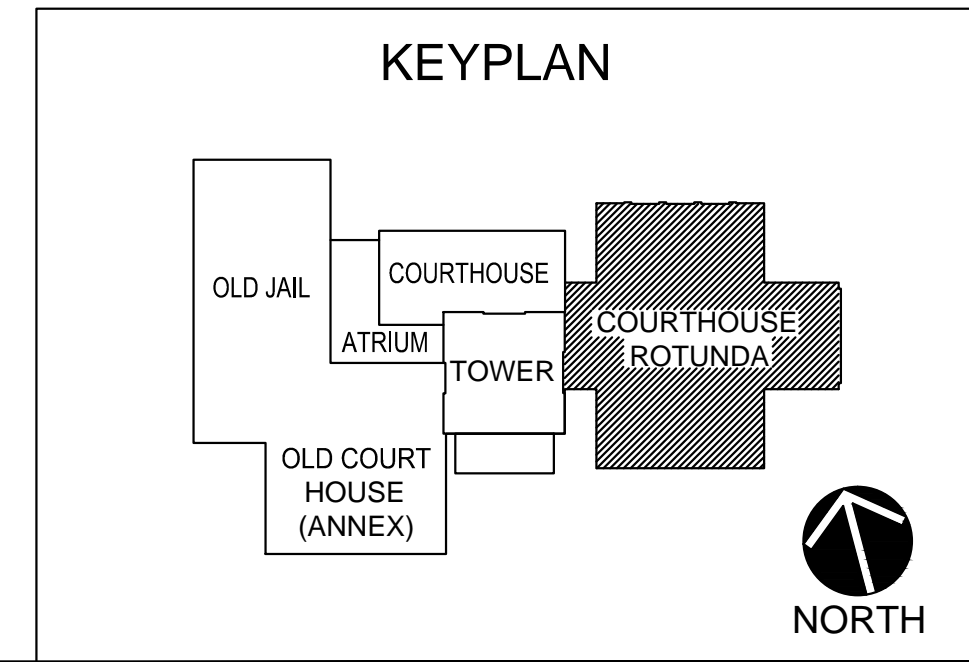 KEYPLAN
OLD JAIL
COURTHOUSE
ATRIUM
TOWER
COURTHOUSE
ROTUNDA
OLD COURT
HOUSE
(ANNEX)
NORTH